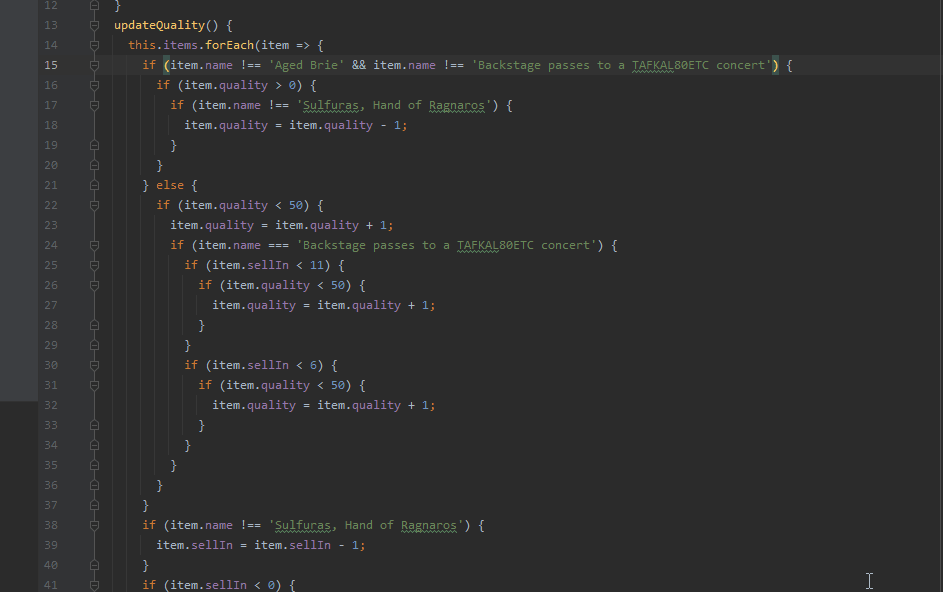 12 }
13 updateQuality() {
14 this.items.forEach(item => {
15 if (item.name !== 'Aged Brie' && item.name !== 'Backstage passes to a TAFKAL80ETC concert') {
16 if (item.quality > 0) {
17 if (item.name !== 'Sulfuras, Hand of Ragnaros') {
18 item.quality = item.quality - 1;
19 }
20 }
21 } else {
22 if (item.quality < 50) {
23 item.quality = item.quality + 1;
24 if (item.name === 'Backstage passes to a TAFKAL80ETC concert') {
25 if (item.sellIn < 11) {
26 if (item.quality < 50) {
27 item.quality = item.quality + 1;
28 }
29 }
30 if (item.sellIn < 6) {
31 if (item.quality < 50) {
32 item.quality = item.quality + 1;
33 }
34 }
35 }
36 }
37 }
38 if (item.name !== 'Sulfuras, Hand of Ragnaros') {
39 item.sellIn = item.sellIn - 1;
40 }
41 if (item.sellIn < 0) {